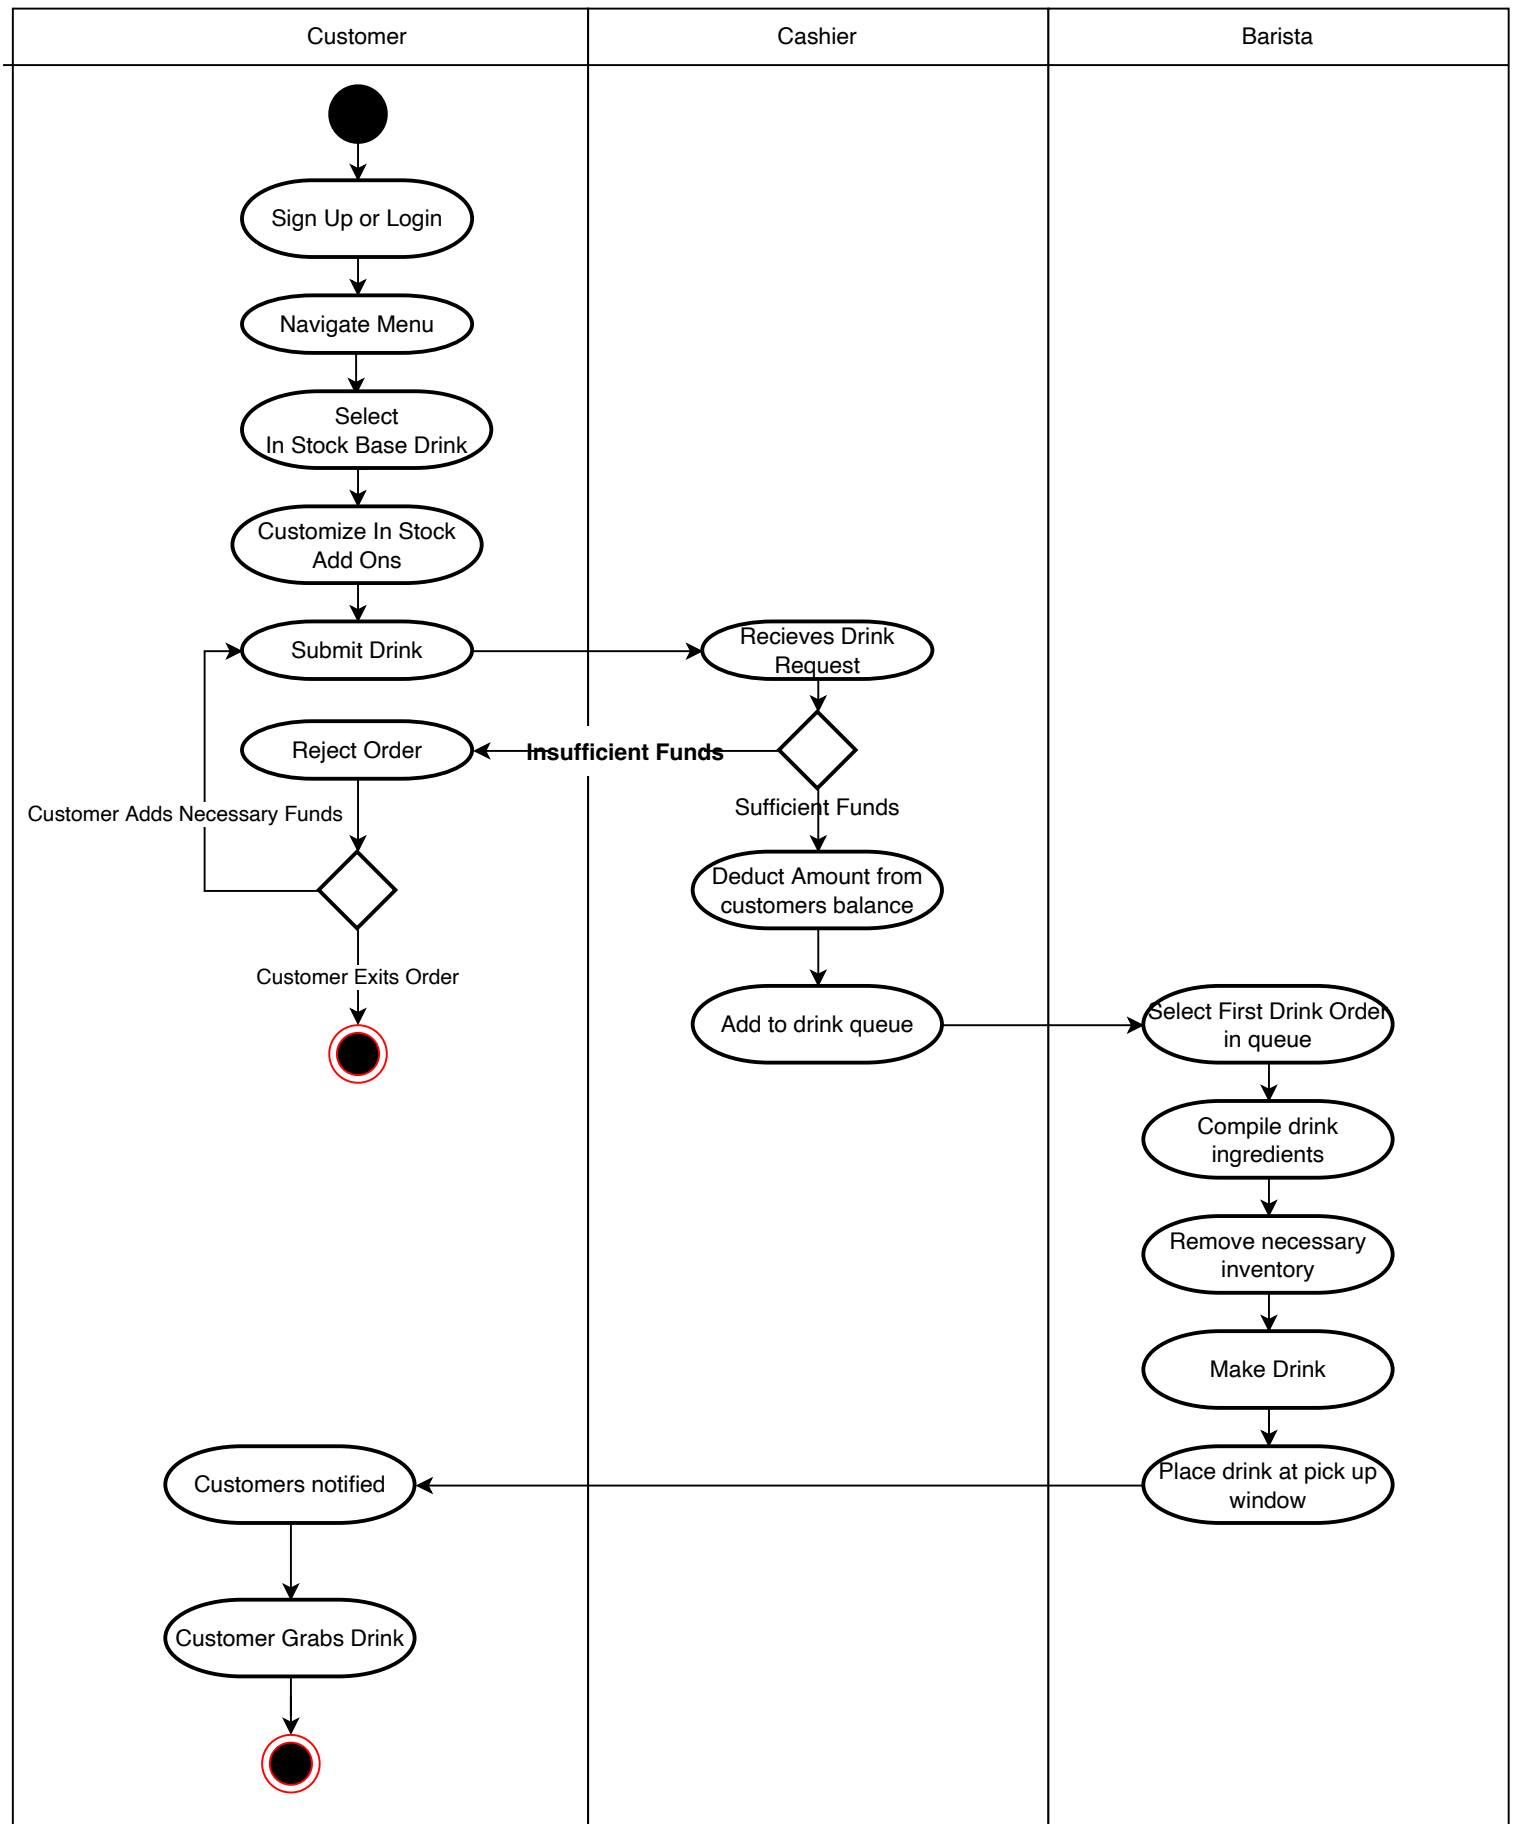 Customer
Cashier
Barista
Sign Up or Login
Navigate Menu
Select
In Stock Base Drink
Customize In Stock
Add Ons
Submit Drink
Recieves Drink
Request
Reject Order
Insufficient Funds
Sufficient Funds
Customer Adds Necessary Funds
Deduct Amount from
customers balance
Customer Exits Order
Add to drink queue
Select First Drink Order
in queue
Compile drink
ingredients
Remove necessary
inventory
Make Drink
Place drink at pick up
window
Customers notified
Customer Grabs Drink